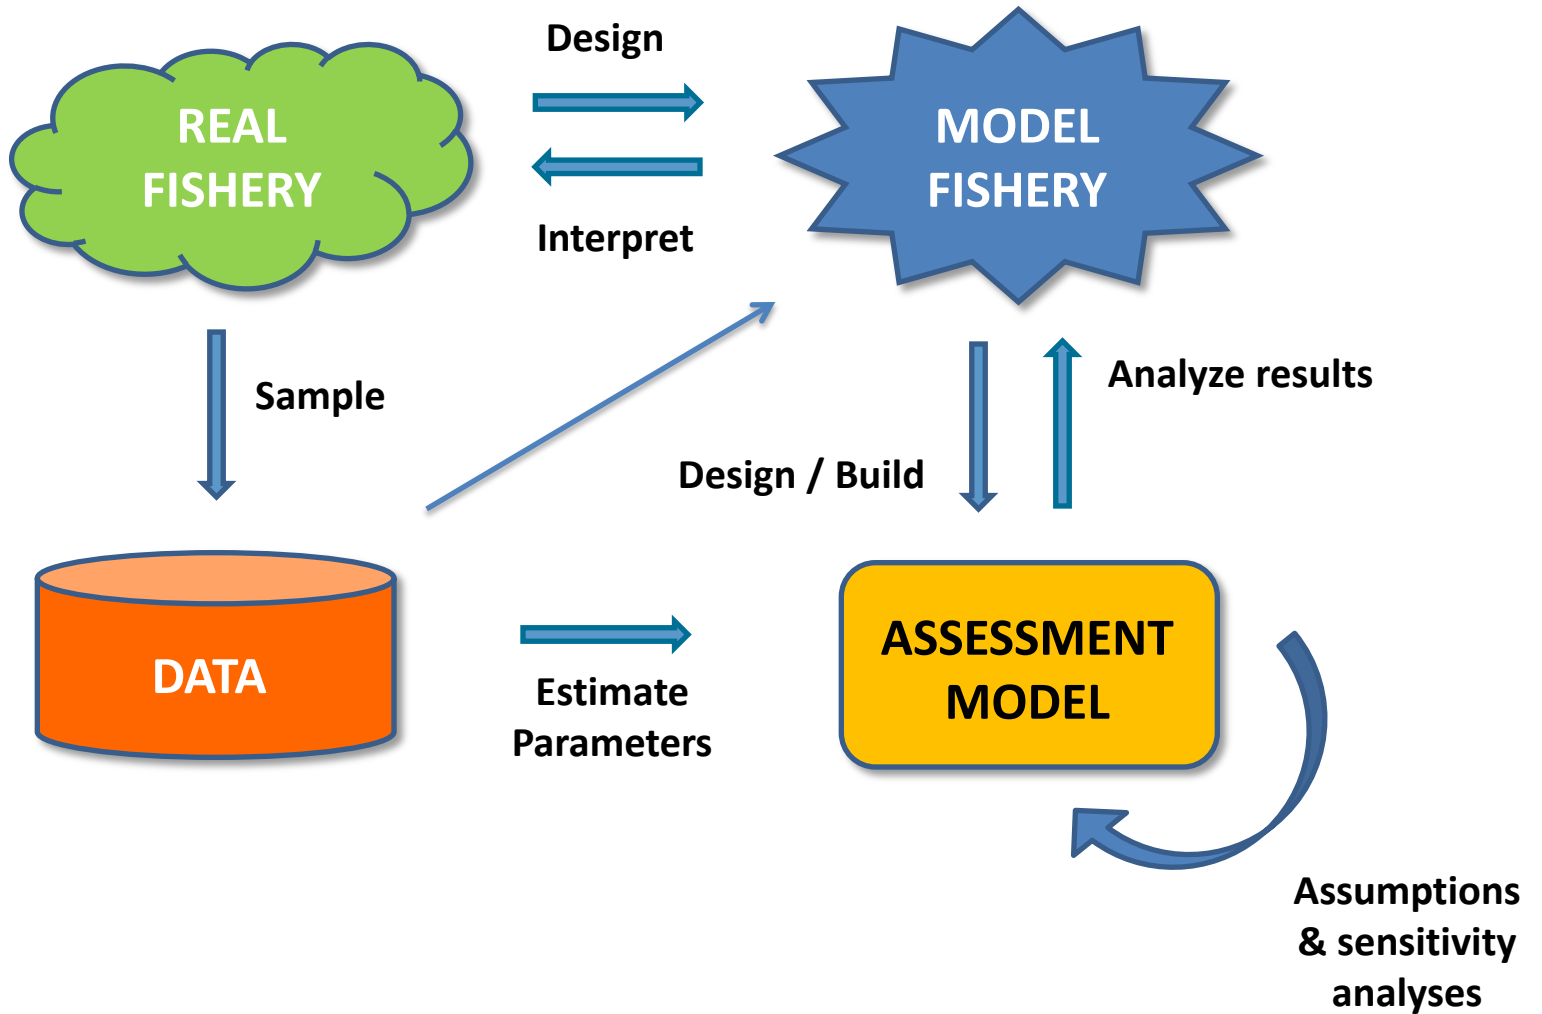 Design
REAL
FISHERY
MODEL
FISHERY
Interpret
Sample
Analyze results
Design / Build
DATA
ASSESSMENT
MODEL
Estimate
Parameters
Assumptions
& sensitivity
analyses